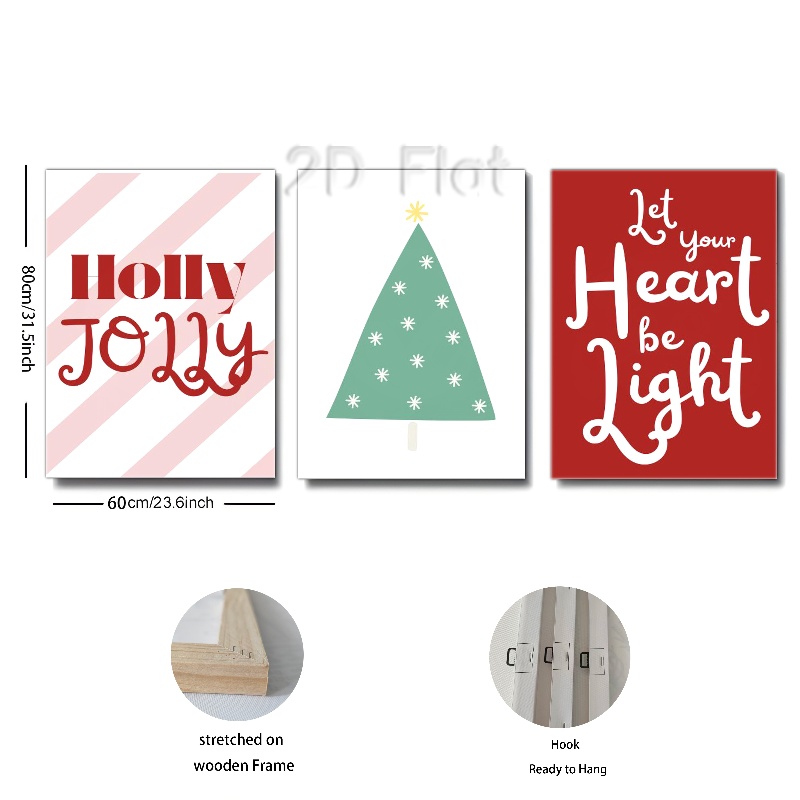 2D Flat
Holly
JOLLy
Let
your
Heart
be
Light
80cm/31.5inch
60cm/23.6inch
stretched on
wooden Frame
Hook
Ready to Hang